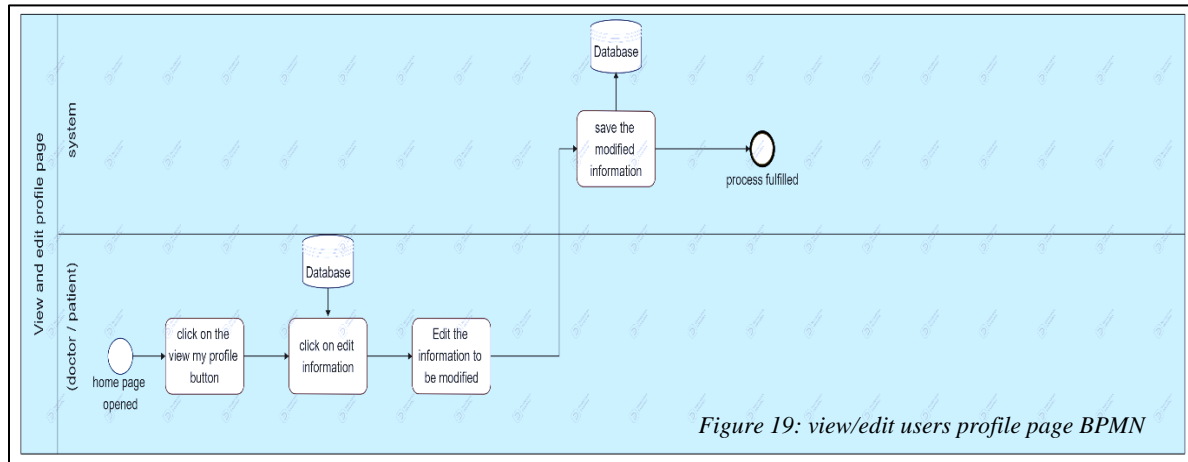 View and edit profile page
system
Database
save the
modified
information
process fulfilled
(doctor / patient)
Database
home page
opened
click on the
view my profile
button
click on edit
information
Edit the
information to
be modified
Figure 19: view/edit users profile page BPMN